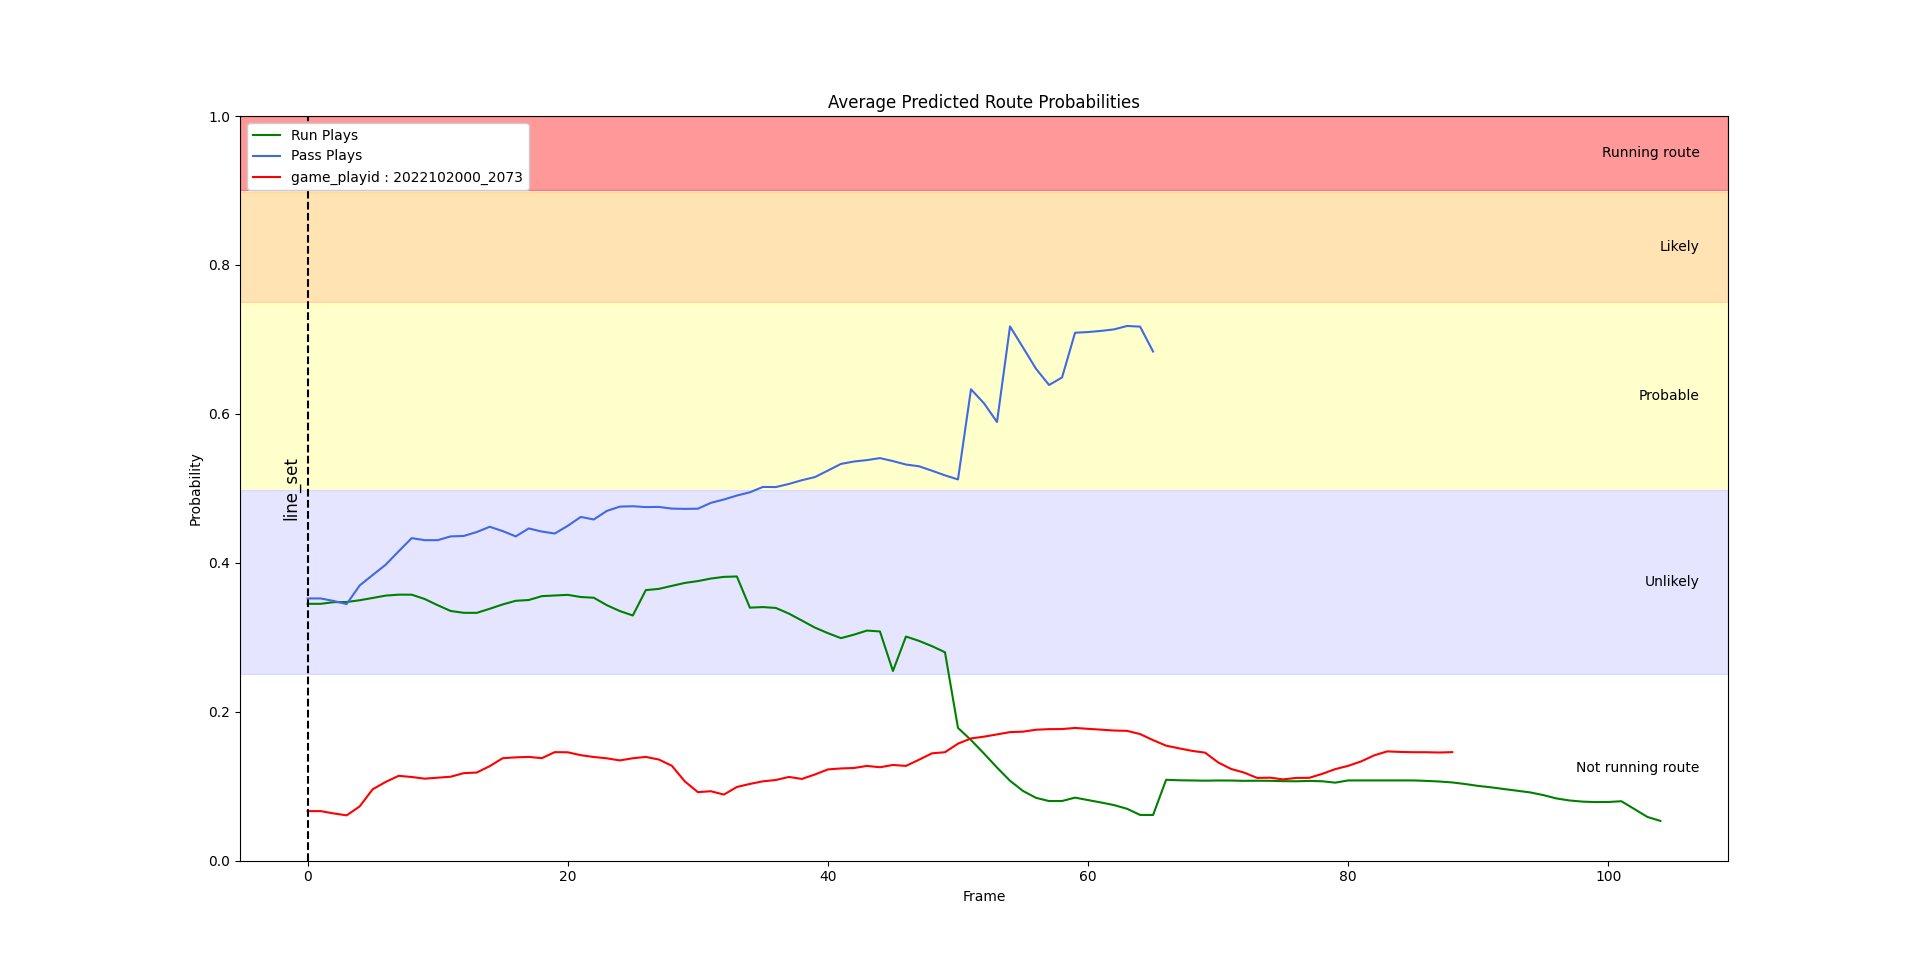 Average Predicted Route Probabilities
1.0
0.8
0.6
0.4
0.2
0.0
Probability
Run Plays
Pass Plays
game_playid : 2022102000_2073
line_set
Running route
Likely
Probable
Unlikely
Not running route
0 20 40 60 80 100
Frame